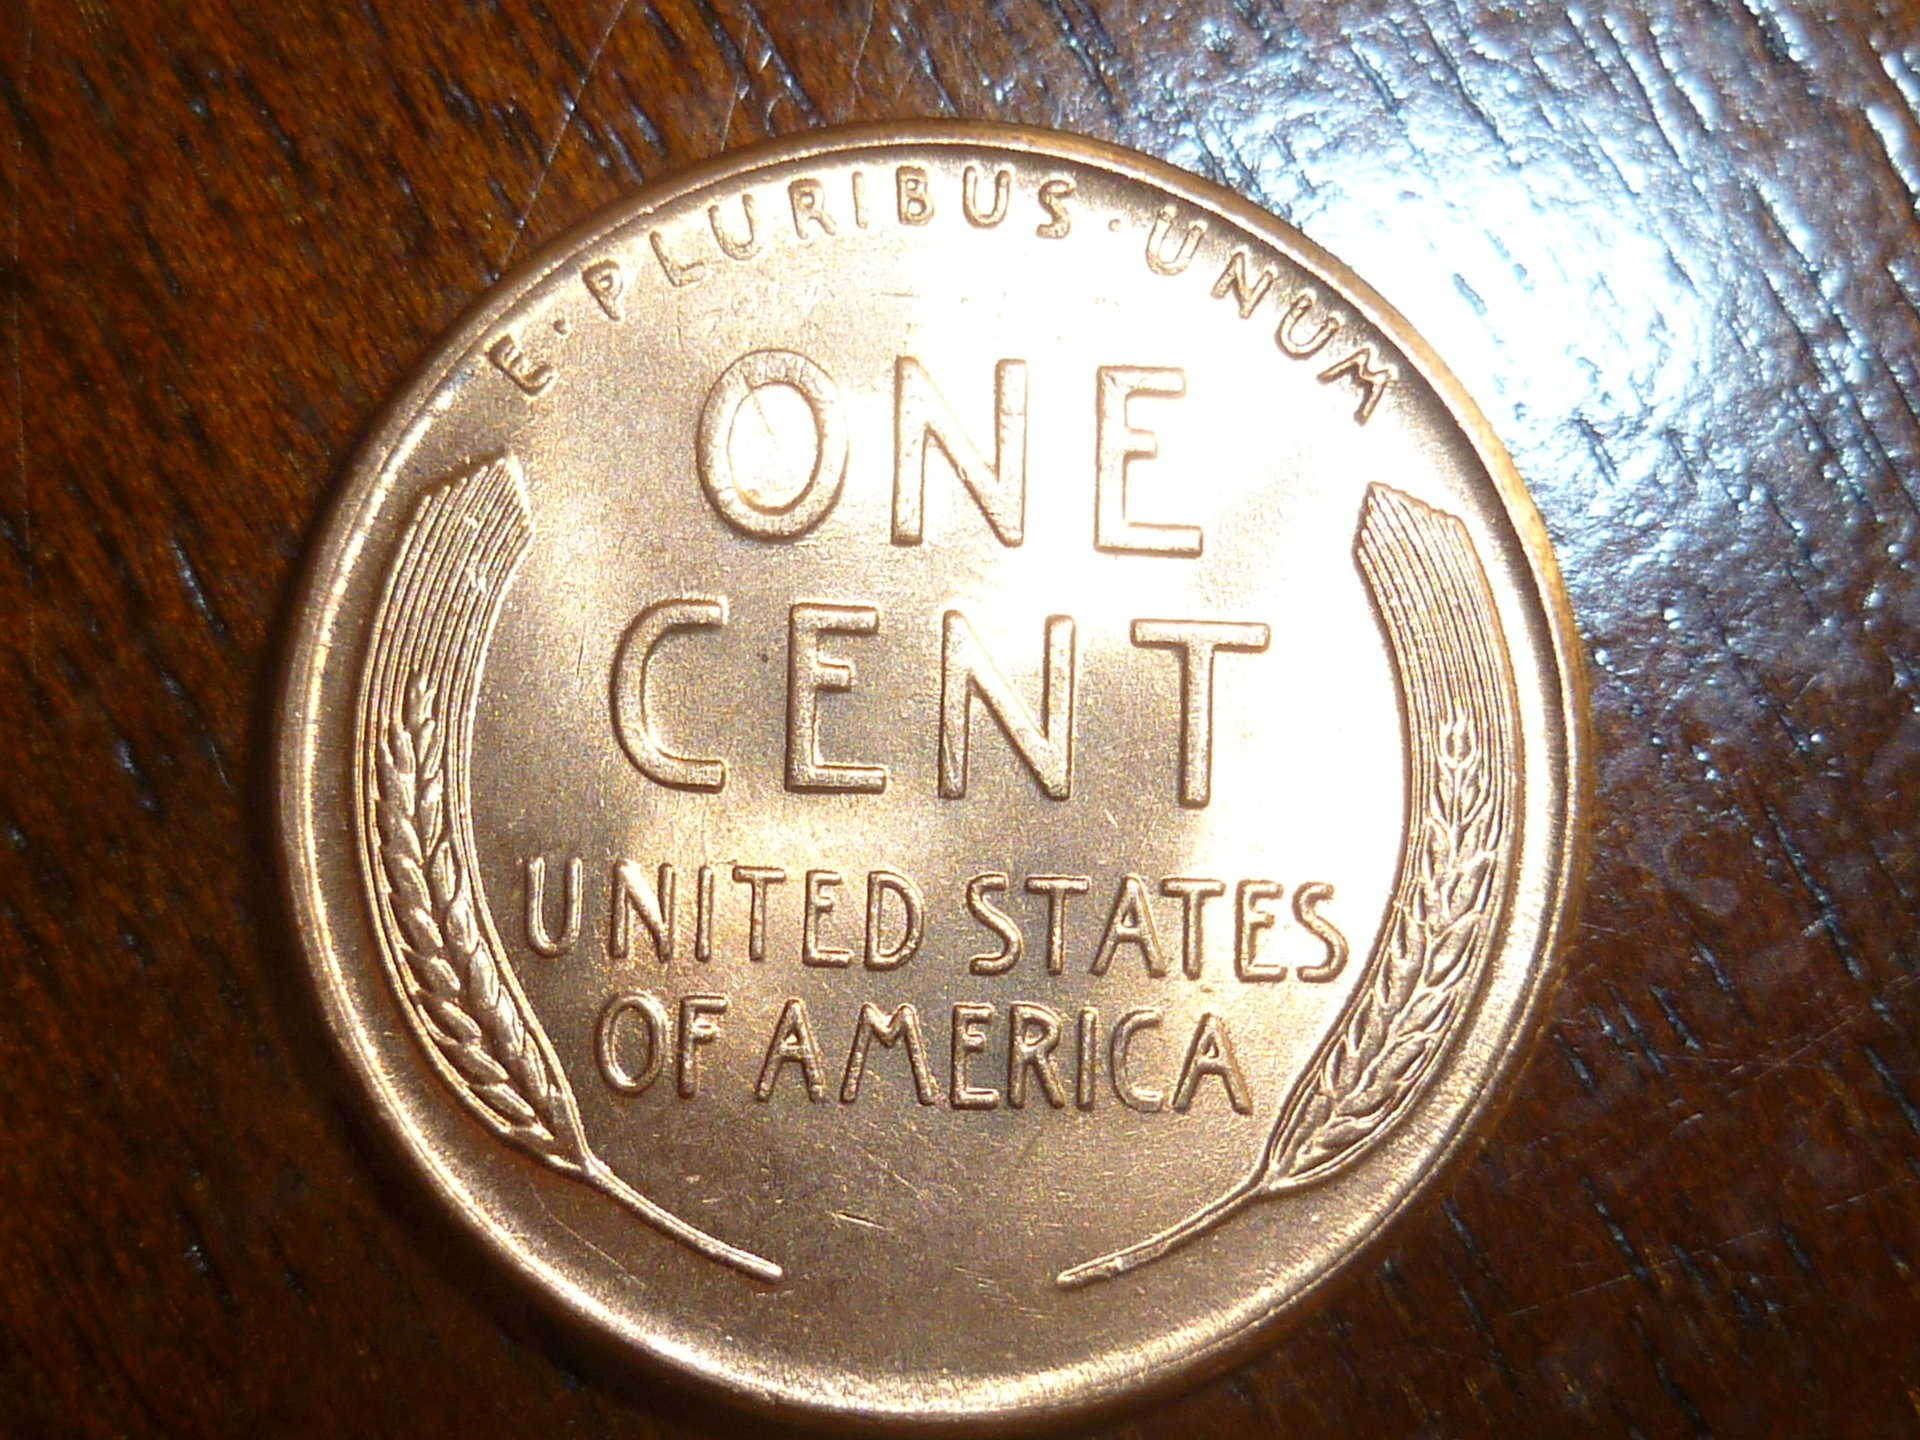 E·PLURIBUS·UNUM
ONE
CENT
UNITED STATES
OF AMERICA